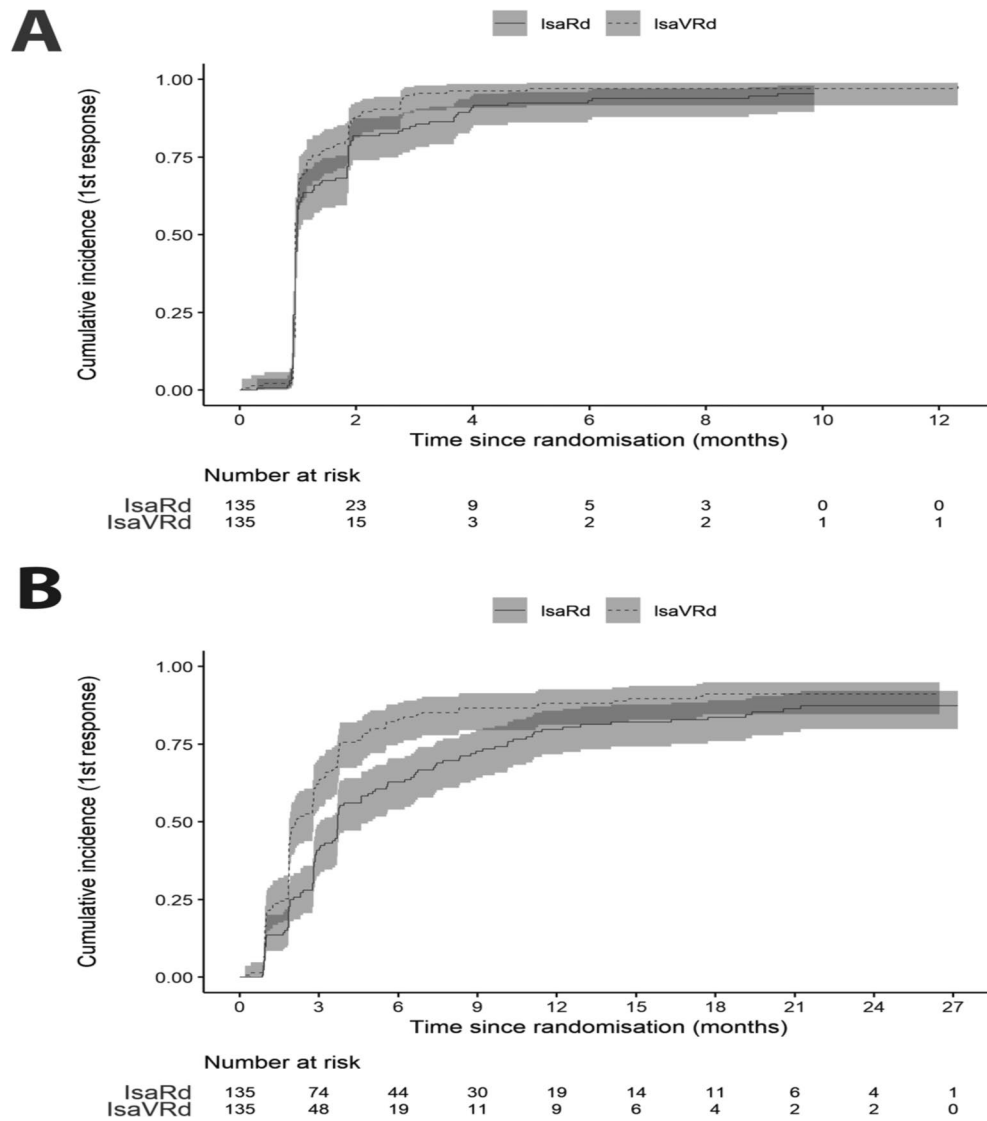 A
IsaRd IsaVRd
Cumulative incidence (1st response)
1.00
0.75
0.50
0.25
0.00
0 2 4 6 8 10 12
Time since randomisation (months)
Number at risk
IsaRd 135 23 9 5 3 0 0
IsaVRd 135 15 3 2 2 1 1
B
IsaRd IsaVRd
Cumulative incidence (1st response)
1.00
0.75
0.50
0.25
0.00
0 3 6 9 12 15 18 21 24 27
Time since randomisation (months)
Number at risk
IsaRd 135 74 44 30 19 14 11 6 4 1
IsaVRd 135 48 19 11 9 6 4 2 2 0